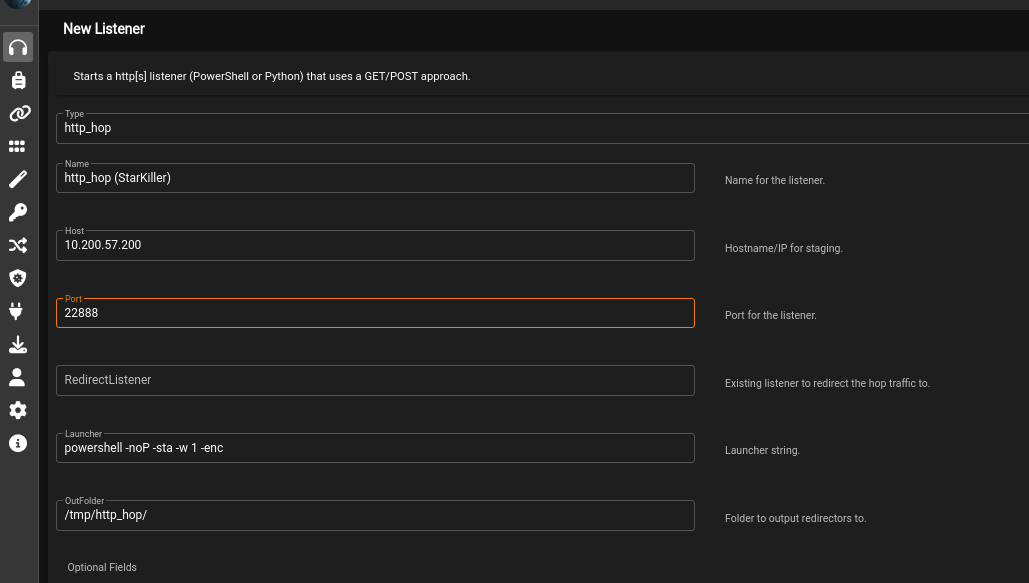 New Listener
Starts a http[s] listener (PowerShell or Python) that uses a GET/POST approach.
Type
http_hop
Name
http_hop (StarKiller)
Name for the listener.
Host
10.200.57.200
Hostname/IP for staging.
Port
22888
Port for the listener.
RedirectListener
Existing listener to redirect the hop traffic to.
Launcher
powershell -noP -sta -w 1 -enc
Launcher string.
OutFolder
/tmp/http_hop/
Folder to output redirectors to.
Optional Fields